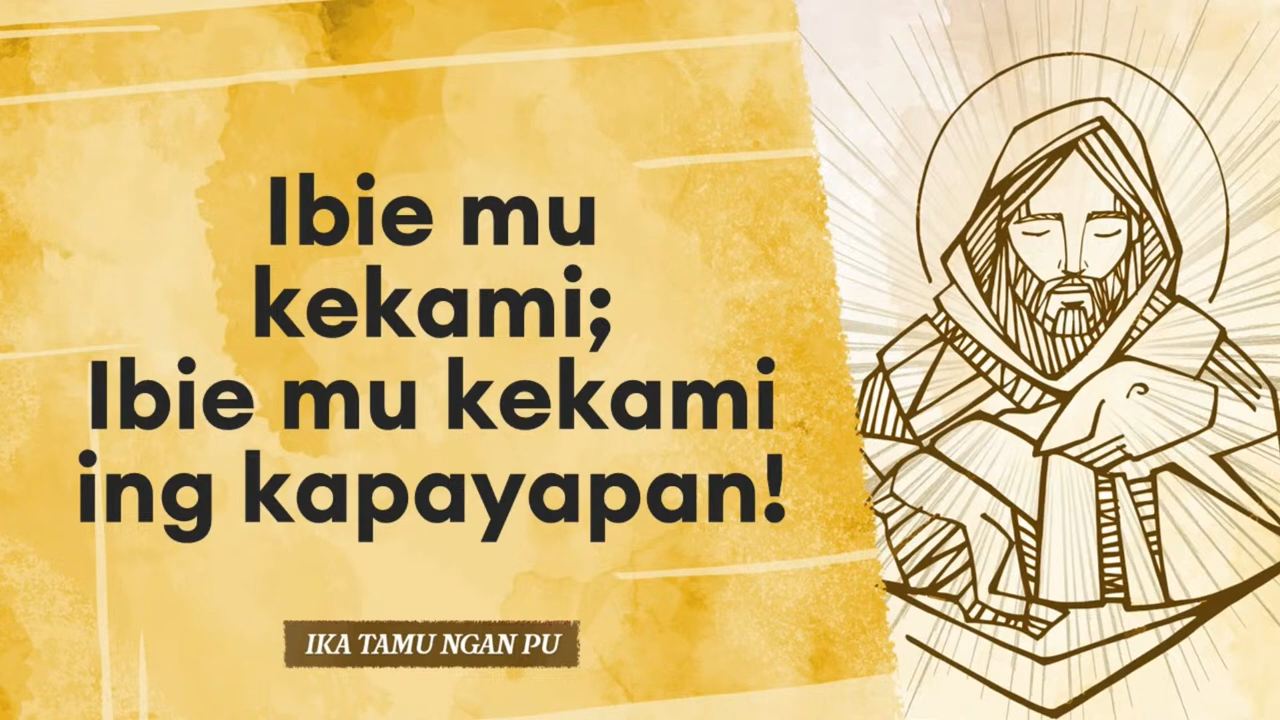 Ibie mu
kekami;
Ibie mu kekami
ing kapayapan!
IKA TAMU NGAN PU